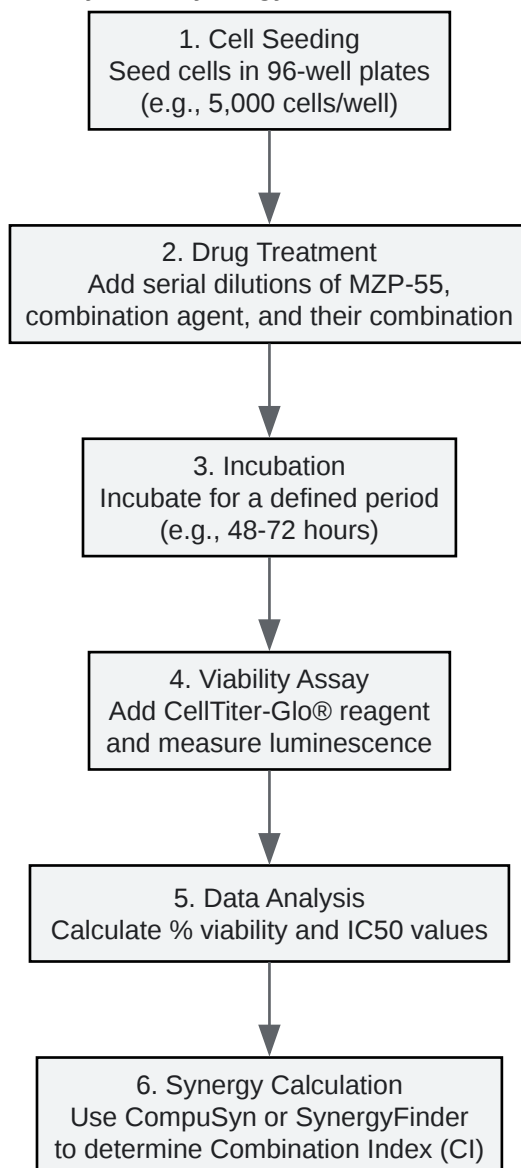 1. Cell Seeding
Seed cells in 96-well plates
(e.g., 5,000 cells/well)
2. Drug Treatment
Add serial dilutions of MZP-55,
combination agent, and their combination
3. Incubation
Incubate for a defined period
(e.g., 48-72 hours)
4. Viability Assay
Add CellTiter-Glo® reagent
and measure luminescence
5. Data Analysis
Calculate % viability and IC50 values
6. Synergy Calculation
Use CompuSyn or SynergyFinder
to determine Combination Index (CI)